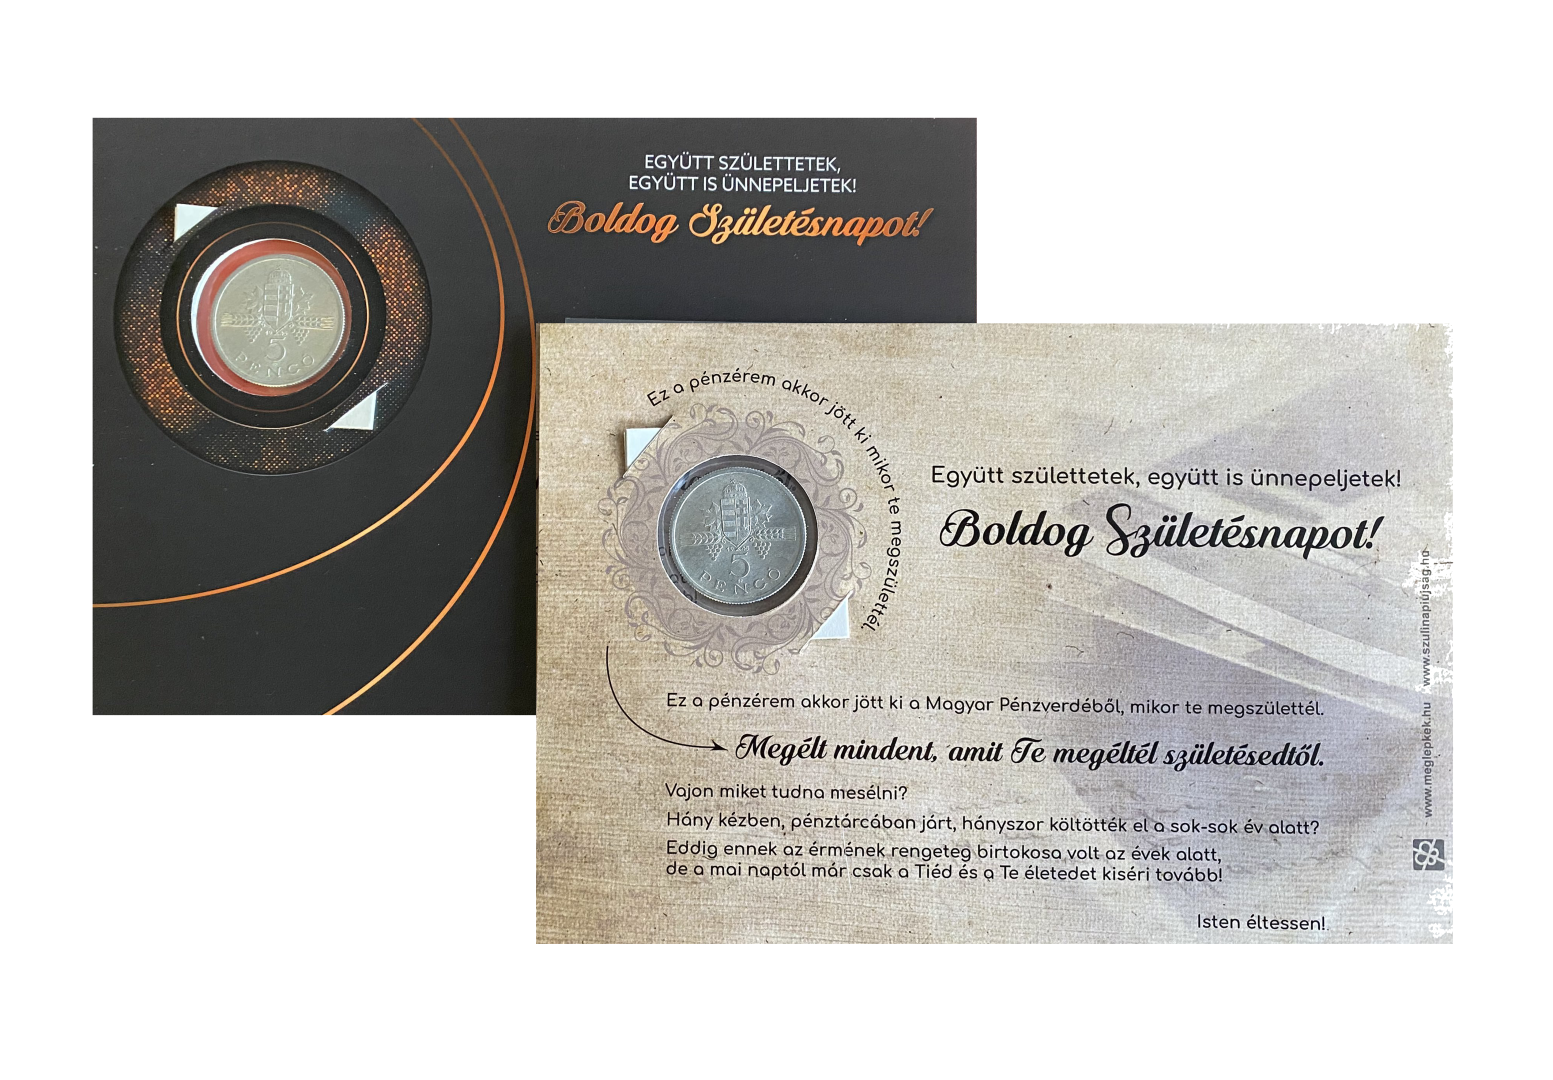 EGYÜTT SZÜLETTETEK,
EGYÜTT IS ÜNNEPELJETEK!
Boldog Születésnapot!
5
PENGŐ
Ez a pénzérem akkor jött ki mikor te megszülettél.
5
PENGŐ
Együtt születtetek, együtt is ünnepeljetek!
Boldog Születésnapot!
Ez a pénzérem akkor jött ki a Magyar Pénzverdéből, mikor te megszülettél.
Megélt mindent, amit Te megéltél születésedtől.
Vajon miket tudna mesélni?
Hány kézben, pénztárcában járt, hányszor költötték el a sok-sok év alatt?
Eddig ennek az érmének rengeteg birtokosa volt az évek alatt,
de a mai naptól már csak a Tiéd és a Te életedet kiséri tovább!
Isten éltessen!
www.meglepkek.hu www.szulinapiujsag.hu